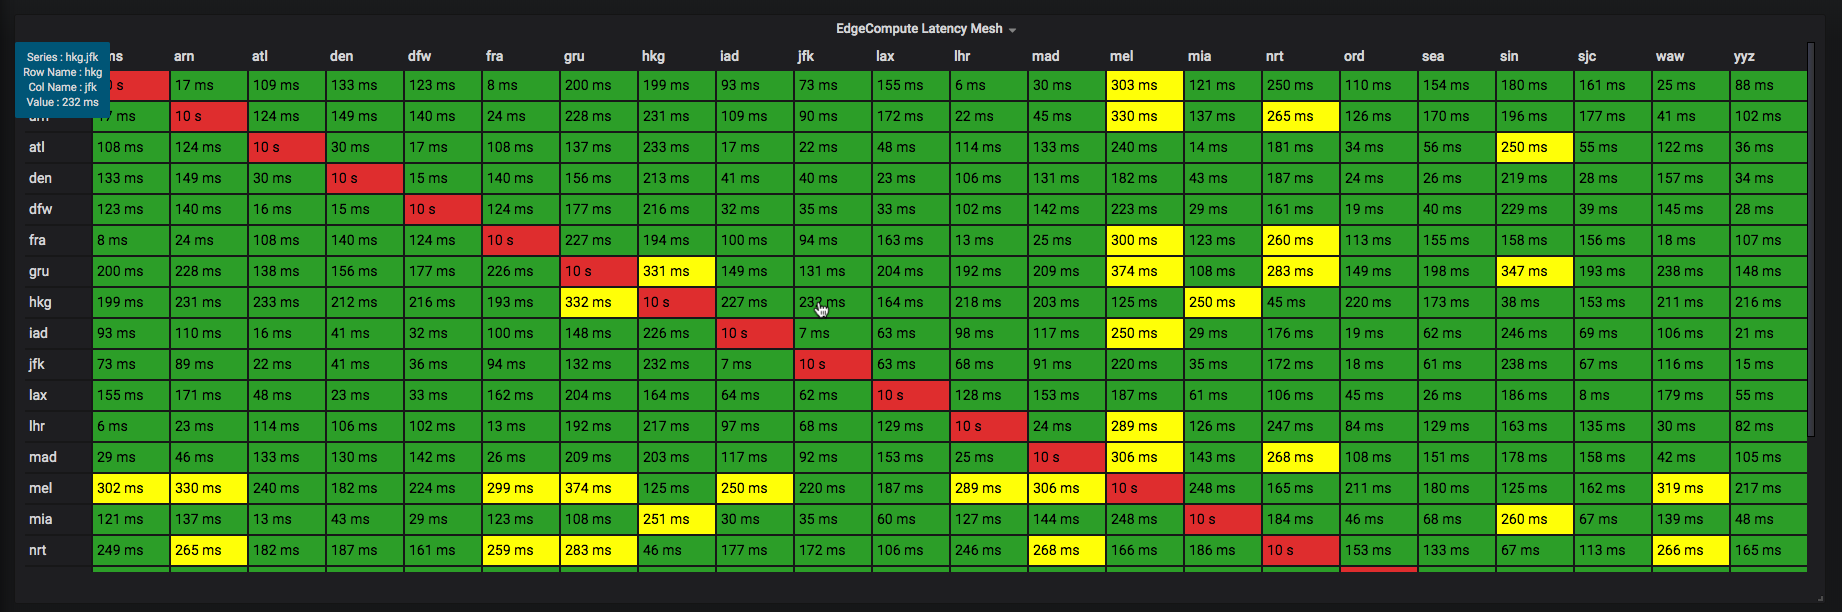 EdgeCompute Latency Mesh
Series : hkg.jfk
Row Name : hkg
Col Name : jfk
Value : 232 ms
arn atl den dfw fra gru hkg iad jfk lax lhr mad mel mia nrt ord sea sin sjc waw yyz
17 ms 109 ms 133 ms 123 ms 8 ms 200 ms 199 ms 93 ms 73 ms 155 ms 6 ms 30 ms 303 ms 121 ms 250 ms 110 ms 154 ms 180 ms 161 ms 25 ms 88 ms
ms 10 s 124 ms 149 ms 140 ms 24 ms 228 ms 231 ms 109 ms 90 ms 172 ms 22 ms 45 ms 330 ms 137 ms 265 ms 126 ms 170 ms 196 ms 177 ms 41 ms 102 ms
atl 108 ms 124 ms 10 s 30 ms 17 ms 108 ms 137 ms 233 ms 17 ms 22 ms 48 ms 114 ms 133 ms 240 ms 14 ms 181 ms 34 ms 56 ms 250 ms 55 ms 122 ms 36 ms
den 133 ms 149 ms 30 ms 10 s 15 ms 140 ms 156 ms 213 ms 41 ms 40 ms 23 ms 106 ms 131 ms 182 ms 43 ms 187 ms 24 ms 26 ms 219 ms 28 ms 157 ms 34 ms
dfw 123 ms 140 ms 16 ms 15 ms 10 s 124 ms 177 ms 216 ms 32 ms 35 ms 33 ms 102 ms 142 ms 223 ms 29 ms 161 ms 19 ms 40 ms 229 ms 39 ms 145 ms 28 ms
fra 8 ms 24 ms 108 ms 140 ms 124 ms 10 s 227 ms 194 ms 100 ms 94 ms 163 ms 13 ms 25 ms 300 ms 123 ms 260 ms 113 ms 155 ms 158 ms 156 ms 18 ms 107 ms
gru 200 ms 228 ms 138 ms 156 ms 177 ms 226 ms 10 s 331 ms 149 ms 131 ms 204 ms 192 ms 209 ms 374 ms 108 ms 283 ms 149 ms 198 ms 347 ms 193 ms 238 ms 148 ms
hkg 199 ms 231 ms 233 ms 212 ms 216 ms 193 ms 332 ms 10 s 227 ms 232 ms 164 ms 218 ms 203 ms 125 ms 250 ms 45 ms 220 ms 173 ms 38 ms 153 ms 211 ms 216 ms
iad 93 ms 110 ms 16 ms 41 ms 32 ms 100 ms 148 ms 226 ms 10 s 7 ms 63 ms 98 ms 117 ms 250 ms 29 ms 176 ms 19 ms 62 ms 246 ms 69 ms 106 ms 21 ms
jfk 73 ms 89 ms 22 ms 41 ms 36 ms 94 ms 132 ms 232 ms 7 ms 10 s 63 ms 68 ms 91 ms 220 ms 35 ms 172 ms 18 ms 61 ms 238 ms 67 ms 116 ms 15 ms
lax 155 ms 171 ms 48 ms 23 ms 33 ms 162 ms 204 ms 164 ms 64 ms 62 ms 10 s 128 ms 153 ms 187 ms 61 ms 106 ms 45 ms 26 ms 186 ms 8 ms 179 ms 55 ms
lhr 6 ms 23 ms 114 ms 106 ms 102 ms 13 ms 192 ms 217 ms 97 ms 68 ms 129 ms 10 s 24 ms 289 ms 126 ms 247 ms 84 ms 129 ms 163 ms 135 ms 30 ms 82 ms
mad 29 ms 46 ms 133 ms 130 ms 142 ms 26 ms 209 ms 203 ms 117 ms 92 ms 153 ms 25 ms 10 s 306 ms 143 ms 268 ms 108 ms 151 ms 178 ms 158 ms 42 ms 105 ms
mel 302 ms 330 ms 240 ms 182 ms 224 ms 299 ms 374 ms 125 ms 250 ms 220 ms 187 ms 289 ms 306 ms 10 s 248 ms 165 ms 211 ms 180 ms 125 ms 162 ms 319 ms 217 ms
mia 121 ms 137 ms 13 ms 43 ms 29 ms 123 ms 108 ms 251 ms 30 ms 35 ms 60 ms 127 ms 144 ms 248 ms 10 s 184 ms 46 ms 68 ms 260 ms 67 ms 139 ms 48 ms
nrt 249 ms 265 ms 182 ms 187 ms 161 ms 259 ms 283 ms 46 ms 177 ms 172 ms 106 ms 246 ms 268 ms 166 ms 186 ms 10 s 153 ms 133 ms 67 ms 113 ms 266 ms 165 ms